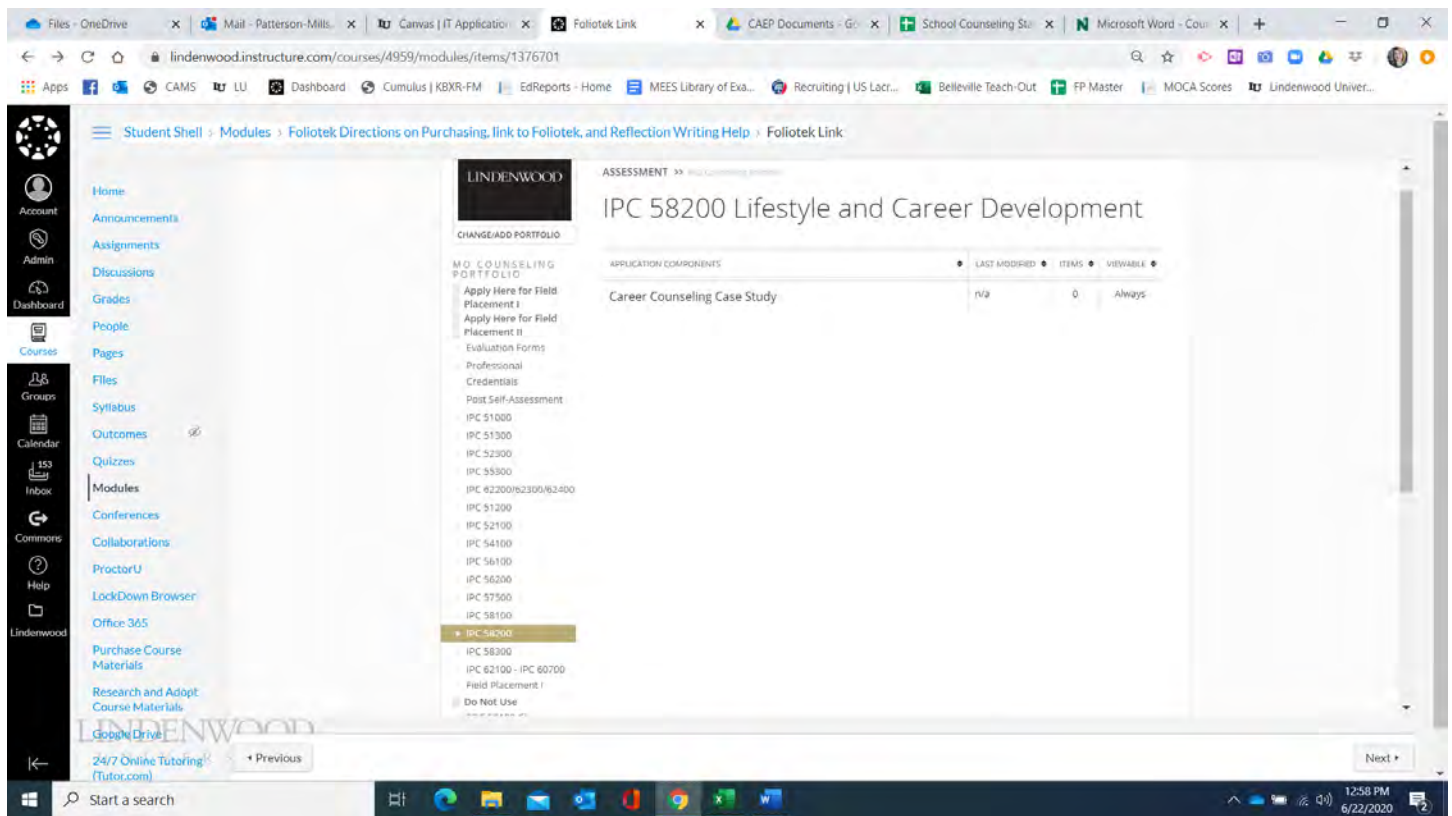 Files - OneDrive
Mail - Patterson-Mills,
Canvas | IT Application
Foliotek Link
CAEP Documents - Go
School Counseling Sta
Microsoft Word - Cou
lindenwood.instructure.com/courses/4959/modules/items/1376701
Apps
CAMS
LU
Dashboard
Cumulus | KBXR-FM
EdReports - Home
MEES Library of Exa...
Recruiting | US Lacr...
Belleville Teach-Out
FP Master
MOCA Scores
Lindenwood Univer...
Student Shell > Modules > Foliotek Directions on Purchasing, link to Foliotek, and Reflection Writing Help > Foliotek Link
Account
Admin
Dashboard
Courses
Groups
Calendar
153
Inbox
Commons
Help
Lindenwood
Home
Announcements
Assignments
Discussions
Grades
People
Pages
Files
Syllabus
Outcomes
Quizzes
Modules
Conferences
Collaborations
ProctorU
LockDown Browser
Office 365
Purchase Course
Materials
Research and Adopt
Course Materials
Google Drive
24/7 Online Tutoring
(Tutor.com)
LINDENWOOD
LINDENWOOD
CHANGE/ADD PORTFOLIO
MO COUNSELING
PORTFOLIO
Apply Here for Field
Placement I
Apply Here for Field
Placement II
Evaluation Forms
Professional
Credentials
Post Self-Assessment
IPC 51000
IPC 51300
IPC 52300
IPC 55300
IPC 62200/62300/62400
IPC 51200
IPC 52100
IPC 54100
IPC 56100
IPC 56200
IPC 57500
IPC 58100
IPC 58200
IPC 58300
IPC 62100 - IPC 60700
Field Placement I
Do Not Use
ASSESSMENT >>
IPC 58200 Lifestyle and Career Development
APPLICATION COMPONENTS
LAST MODIFIED
ITEMS
VIEWABLE
Career Counseling Case Study
n/a
0
Always
Previous
Next
Start a search
12:58 PM
6/22/2020
2